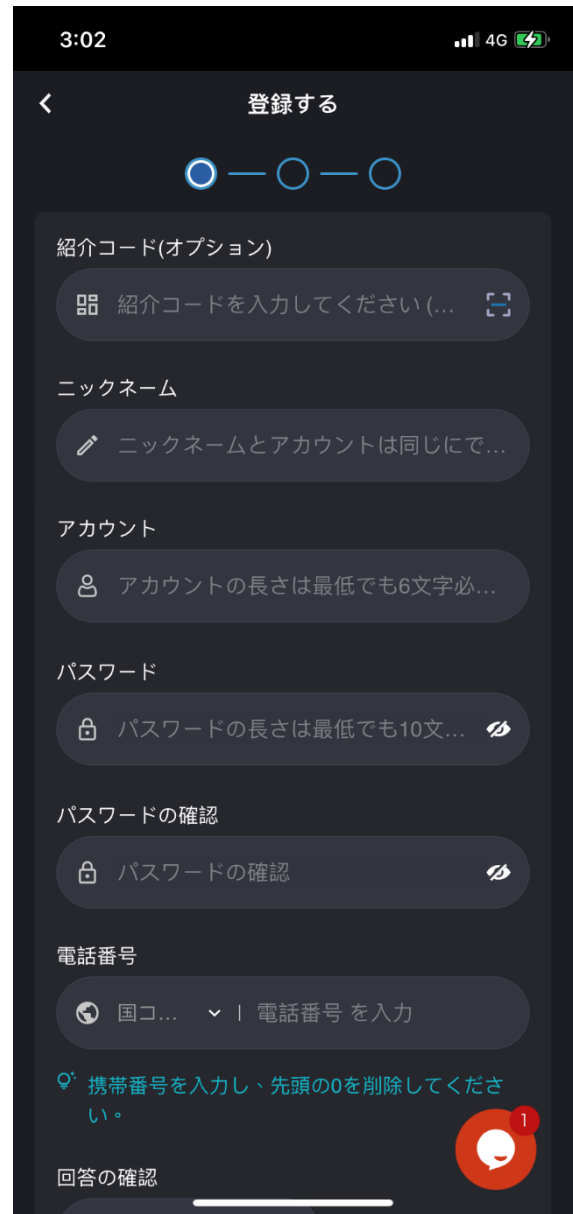 3:02
4G
登録する
紹介コード(オプション)
紹介コードを入力してください (...
ニックネーム
ニックネームとアカウントは同じにで...
アカウント
アカウントの長さは最低でも6文字必...
パスワード
パスワードの長さは最低でも10文...
パスワードの確認
パスワードの確認
電話番号
国コ... | 電話番号 を入力
携帯番号を入力し、先頭の0を削除してくださ
い。
1
回答の確認